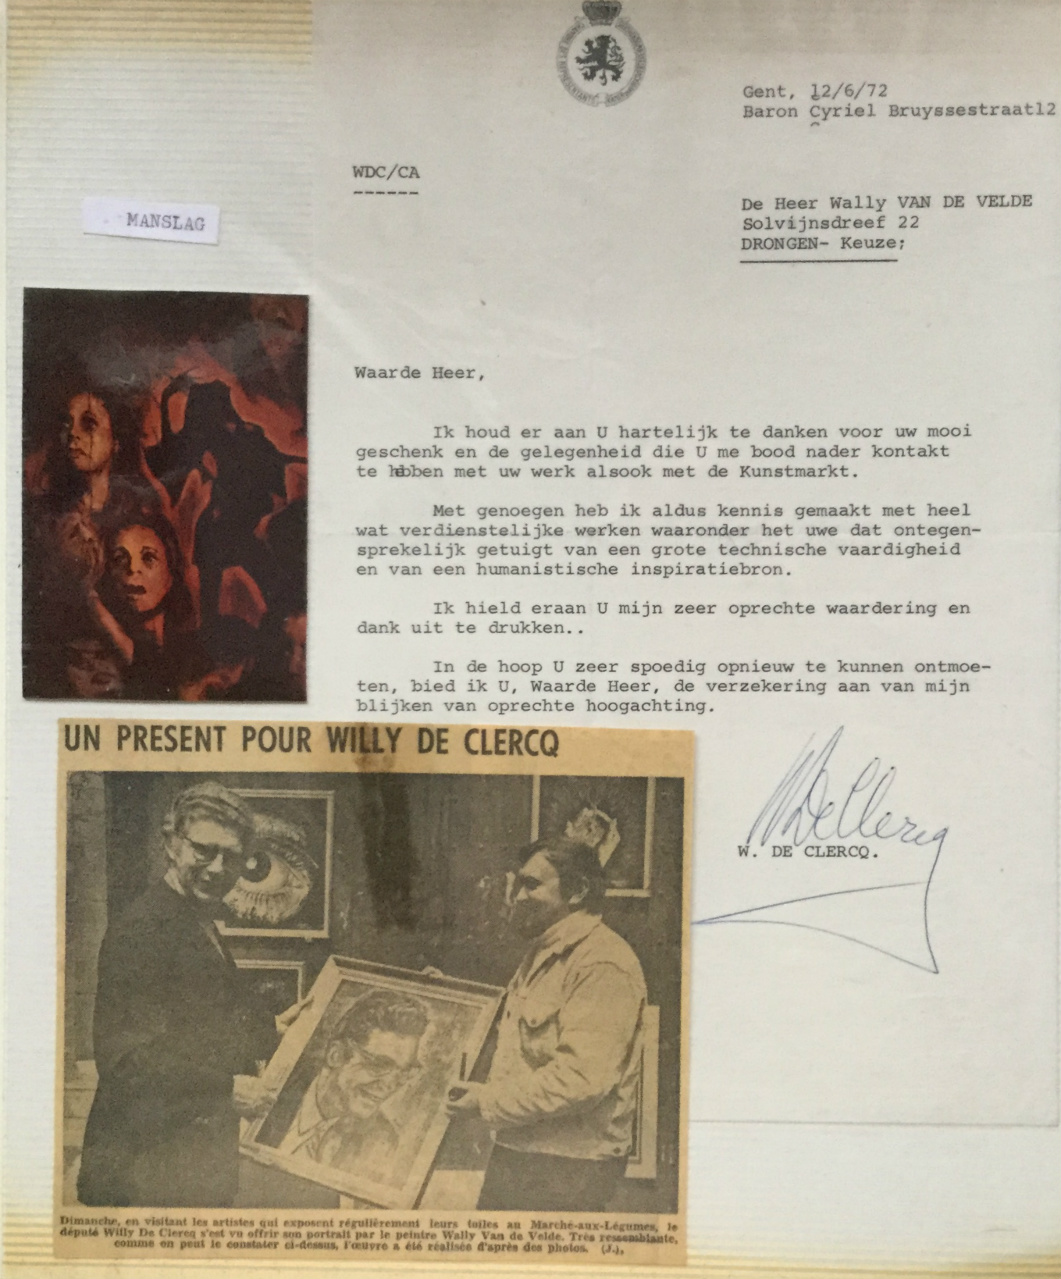 Gent, 12/6/72
Baron Cyriel Bruyssestraat12
WDC/CA
De Heer Wally VAN DE VELDE
Solvijnsdreef 22
DRONGEN- Keuze;
MANSLAG
Waarde Heer,
Ik houd er aan U hartelijk te danken voor uw mooi
geschenk en de gelegenheid die U me bood nader kontakt
te hebben met uw werk alsook met de Kunstmarkt.
Met genoegen heb ik aldus kennis gemaakt met heel
wat verdienstelijke werken waaronder het uwe dat ontegen-
sprekelijk getuigt van een grote technische vaardigheid
en van een humanistische inspiratiebron.
Ik hield eraan U mijn zeer oprechte waardering en
dank uit te drukken..
In de hoop U zeer spoedig opnieuw te kunnen ontmoe-
ten, bied ik U, Waarde Heer, de verzekering aan van mijn
blijken van oprechte hoogachting.
WDeClercq
W. DE CLERCQ.
UN PRESENT POUR WILLY DE CLERCQ
Dimanche, en visitant les artistes qui exposent régulièrement leurs toiles au Marché-aux-Légumes, le
député Willy De Clercq s'est vu offrir son portrait par le peintre Wally Van de Velde. Très ressemblante,
comme on peut le constater ci-dessus, l'œuvre a été réalisée d'après des photos. (J.),